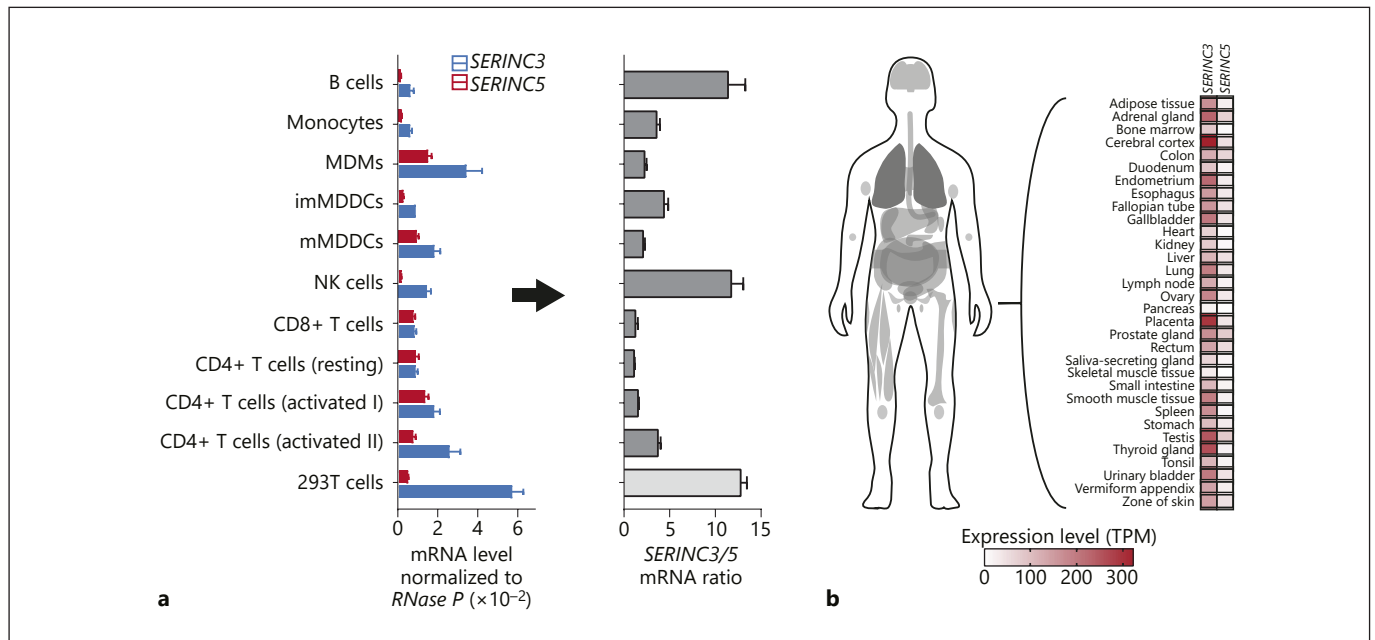 SERINC3
SERINC5
B cells
Monocytes
MDMs
imMDDCs
mMDDCs
NK cells
CD8+ T cells
CD4+ T cells (resting)
CD4+ T cells (activated I)
CD4+ T cells (activated II)
293T cells
0 2 4 6
mRNA level
normalized to
RNase P (×10⁻²)
0 5 10 15
SERINC3/5
mRNA ratio
a
SERINC3
SERINC5
Adipose tissue
Adrenal gland
Bone marrow
Cerebral cortex
Colon
Duodenum
Endometrium
Esophagus
Fallopian tube
Gallbladder
Heart
Kidney
Liver
Lung
Lymph node
Ovary
Pancreas
Placenta
Prostate gland
Rectum
Saliva-secreting gland
Skeletal muscle tissue
Small intestine
Smooth muscle tissue
Spleen
Stomach
Testis
Thyroid gland
Tonsil
Urinary bladder
Vermiform appendix
Zone of skin
Expression level (TPM)
0 100 200 300
b